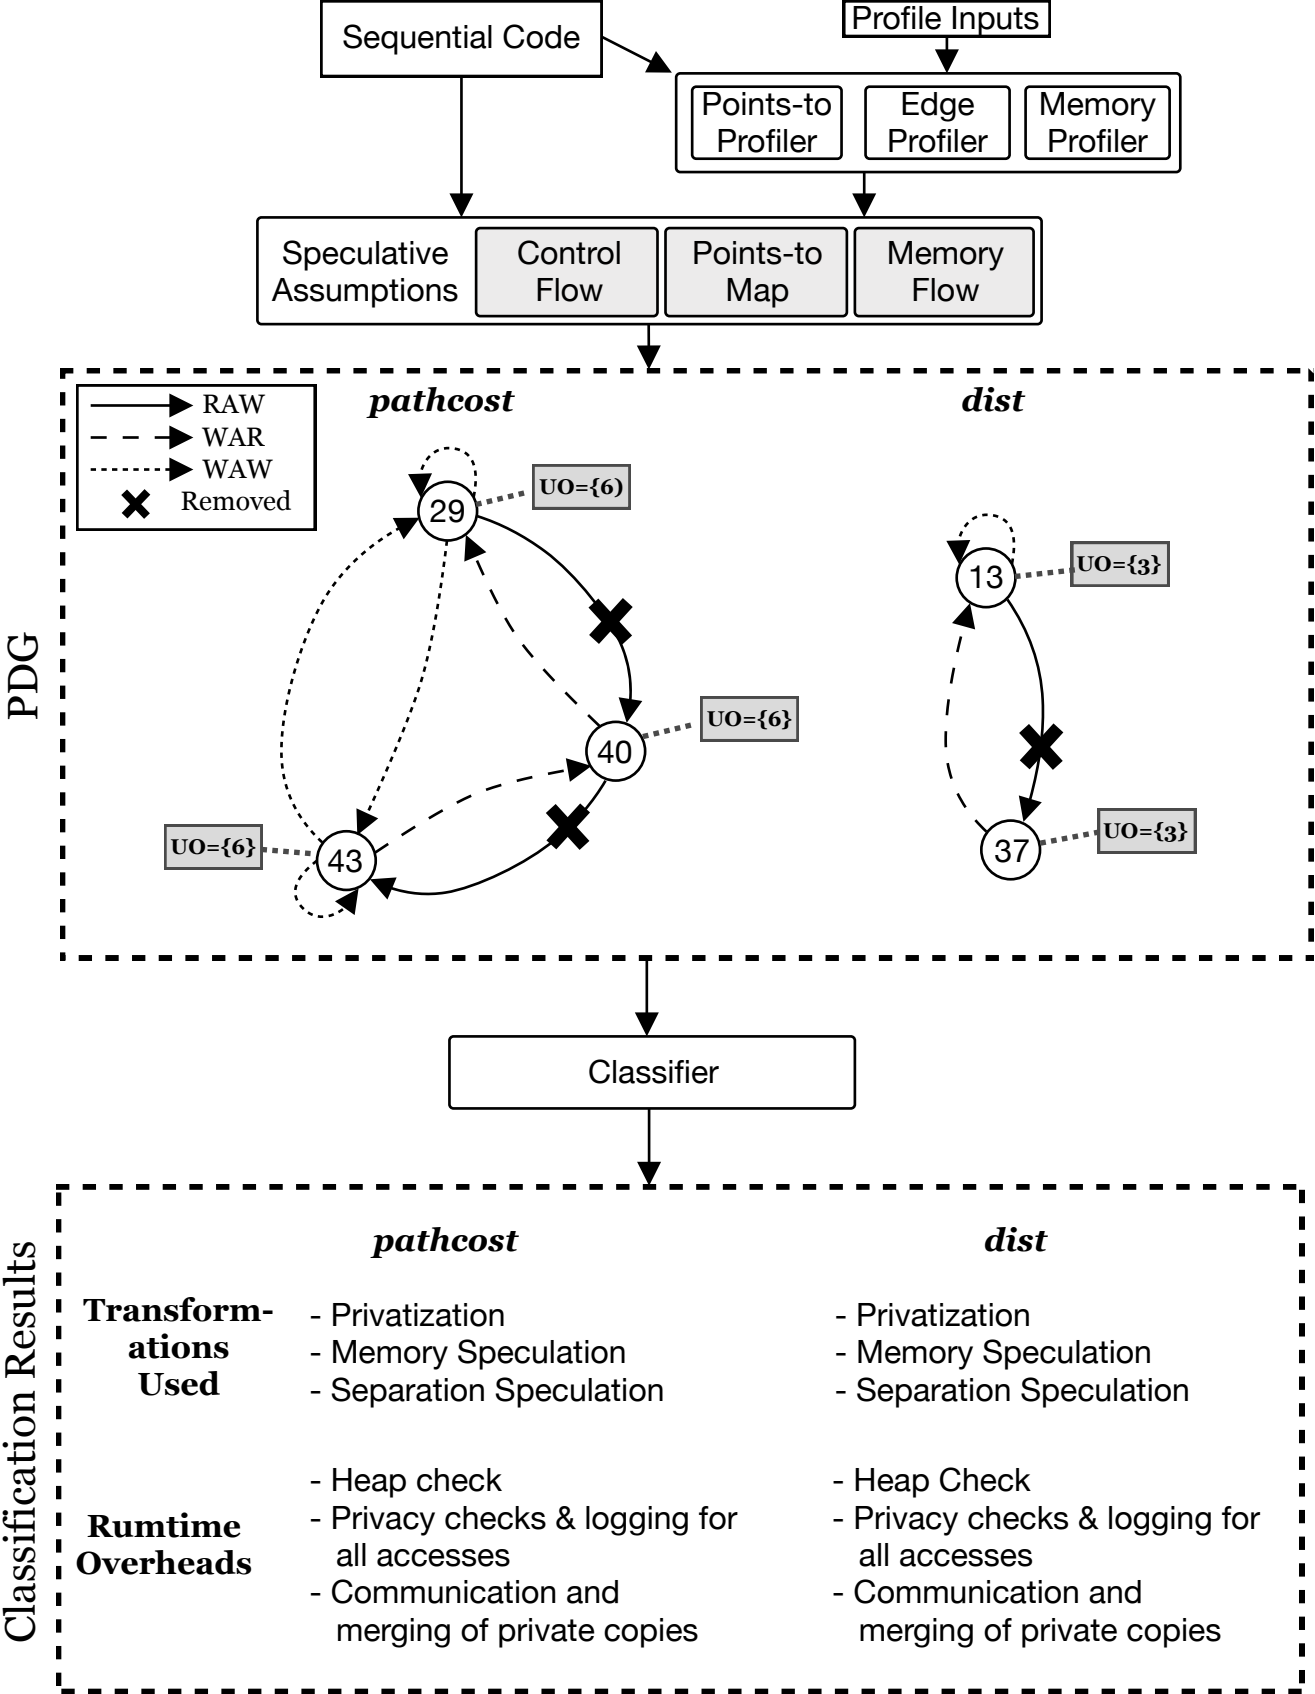 Sequential Code
Profile Inputs
Points-to
Profiler
Edge
Profiler
Memory
Profiler
Speculative
Assumptions
Control
Flow
Points-to
Map
Memory
Flow
PDG
RAW
WAR
WAW
Removed
pathcost
29
UO={6)
40
UO={6}
43
UO={6}
dist
13
UO={3}
37
UO={3}
Classifier
Classification Results
pathcost
dist
Transform-
ations
Used
- Privatization
- Memory Speculation
- Separation Speculation
- Privatization
- Memory Speculation
- Separation Speculation
Rumtime
Overheads
- Heap check
- Privacy checks & logging for
all accesses
- Communication and
merging of private copies
- Heap Check
- Privacy checks & logging for
all accesses
- Communication and
merging of private copies